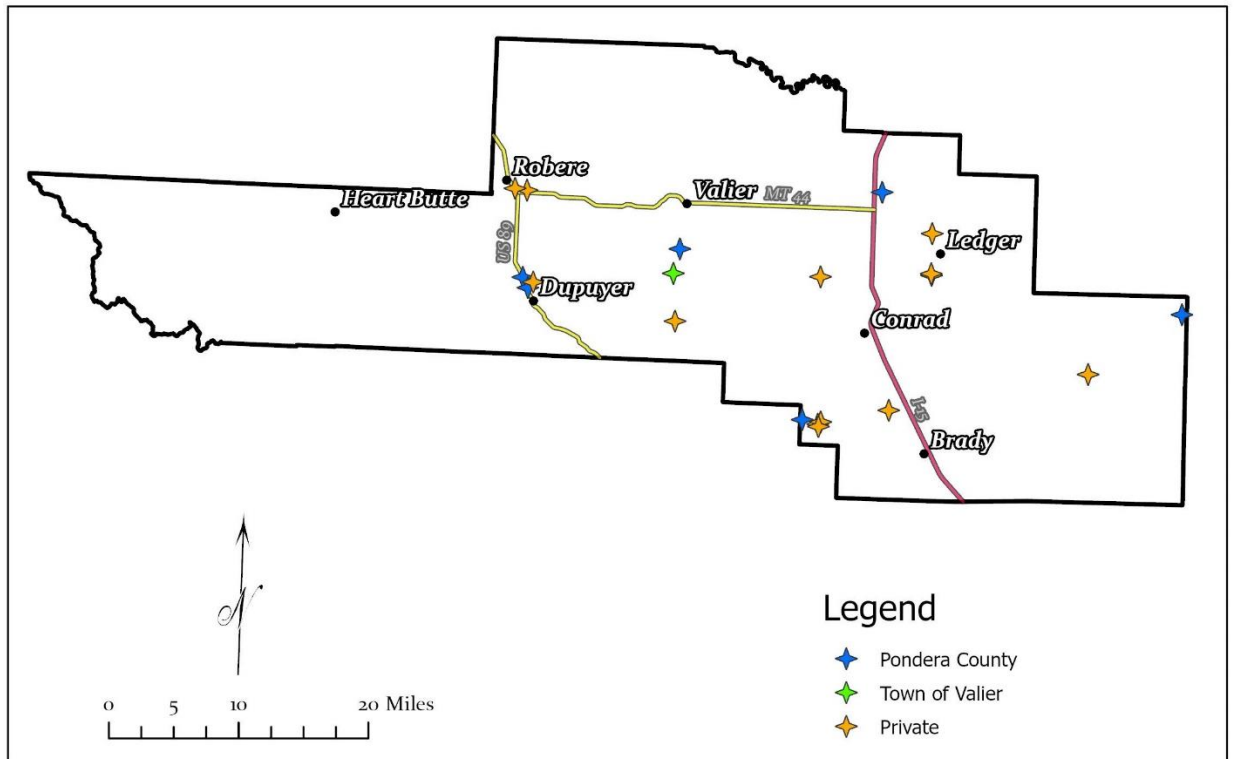 Robere
Heart Butte
Valier
MT 44
US 89
Ledger
Dupuyer
Conrad
I-15
Brady
N
0 5 10 20 Miles
Legend
Pondera County
Town of Valier
Private